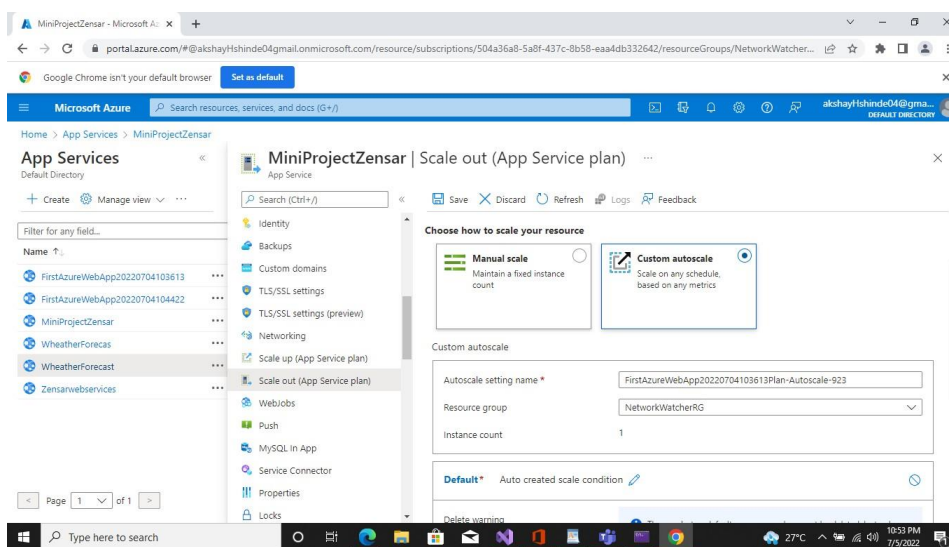 MiniProjectZensar - Microsoft Az
portal.azure.com/#@akshayHshinde04gmail.onmicrosoft.com/resource/subscriptions/504a36a8-5a8f-437c-8b58-eaa4db332642/resourceGroups/NetworkWatcher...
Google Chrome isn't your default browser Set as default
Microsoft Azure Search resources, services, and docs (G+/) akshayHshinde04@gma...
DEFAULT DIRECTORY
Home > App Services > MiniProjectZensar
App Services
Default Directory
Create Manage view ...
Filter for any field...
Name ↑↓
FirstAzureWebApp20220704103613 ...
FirstAzureWebApp20220704104422 ...
MiniProjectZensar ...
WheatherForecas ...
WheatherForecast ...
Zensarwebservices ...
Page 1 of 1
MiniProjectZensar | Scale out (App Service plan) ...
App Service
Search (Ctrl+/)
Identity
Backups
Custom domains
TLS/SSL settings
TLS/SSL settings (preview)
Networking
Scale up (App Service plan)
Scale out (App Service plan)
WebJobs
Push
MySQL In App
Service Connector
Properties
Locks
Save Discard Refresh Logs Feedback
Choose how to scale your resource
Manual scale
Maintain a fixed instance
count
Custom autoscale
Scale on any schedule,
based on any metrics
Custom autoscale
Autoscale setting name * FirstAzureWebApp20220704103613Plan-Autoscale-923
Resource group NetworkWatcherRG
Instance count 1
Default* Auto created scale condition
Delete warning
Type here to search
27°C
10:53 PM
7/5/2022